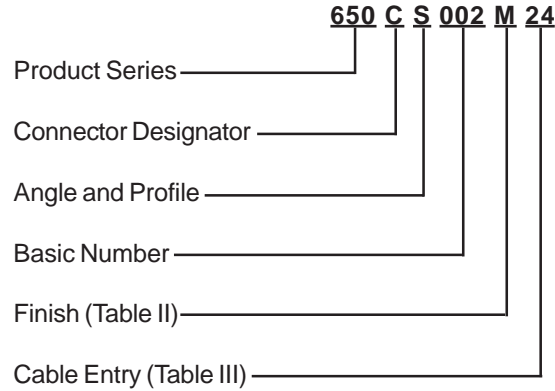 650 C S 002 M 24
Product Series
Connector Designator
Angle and Profile
Basic Number
Finish (Table II)
Cable Entry (Table III)